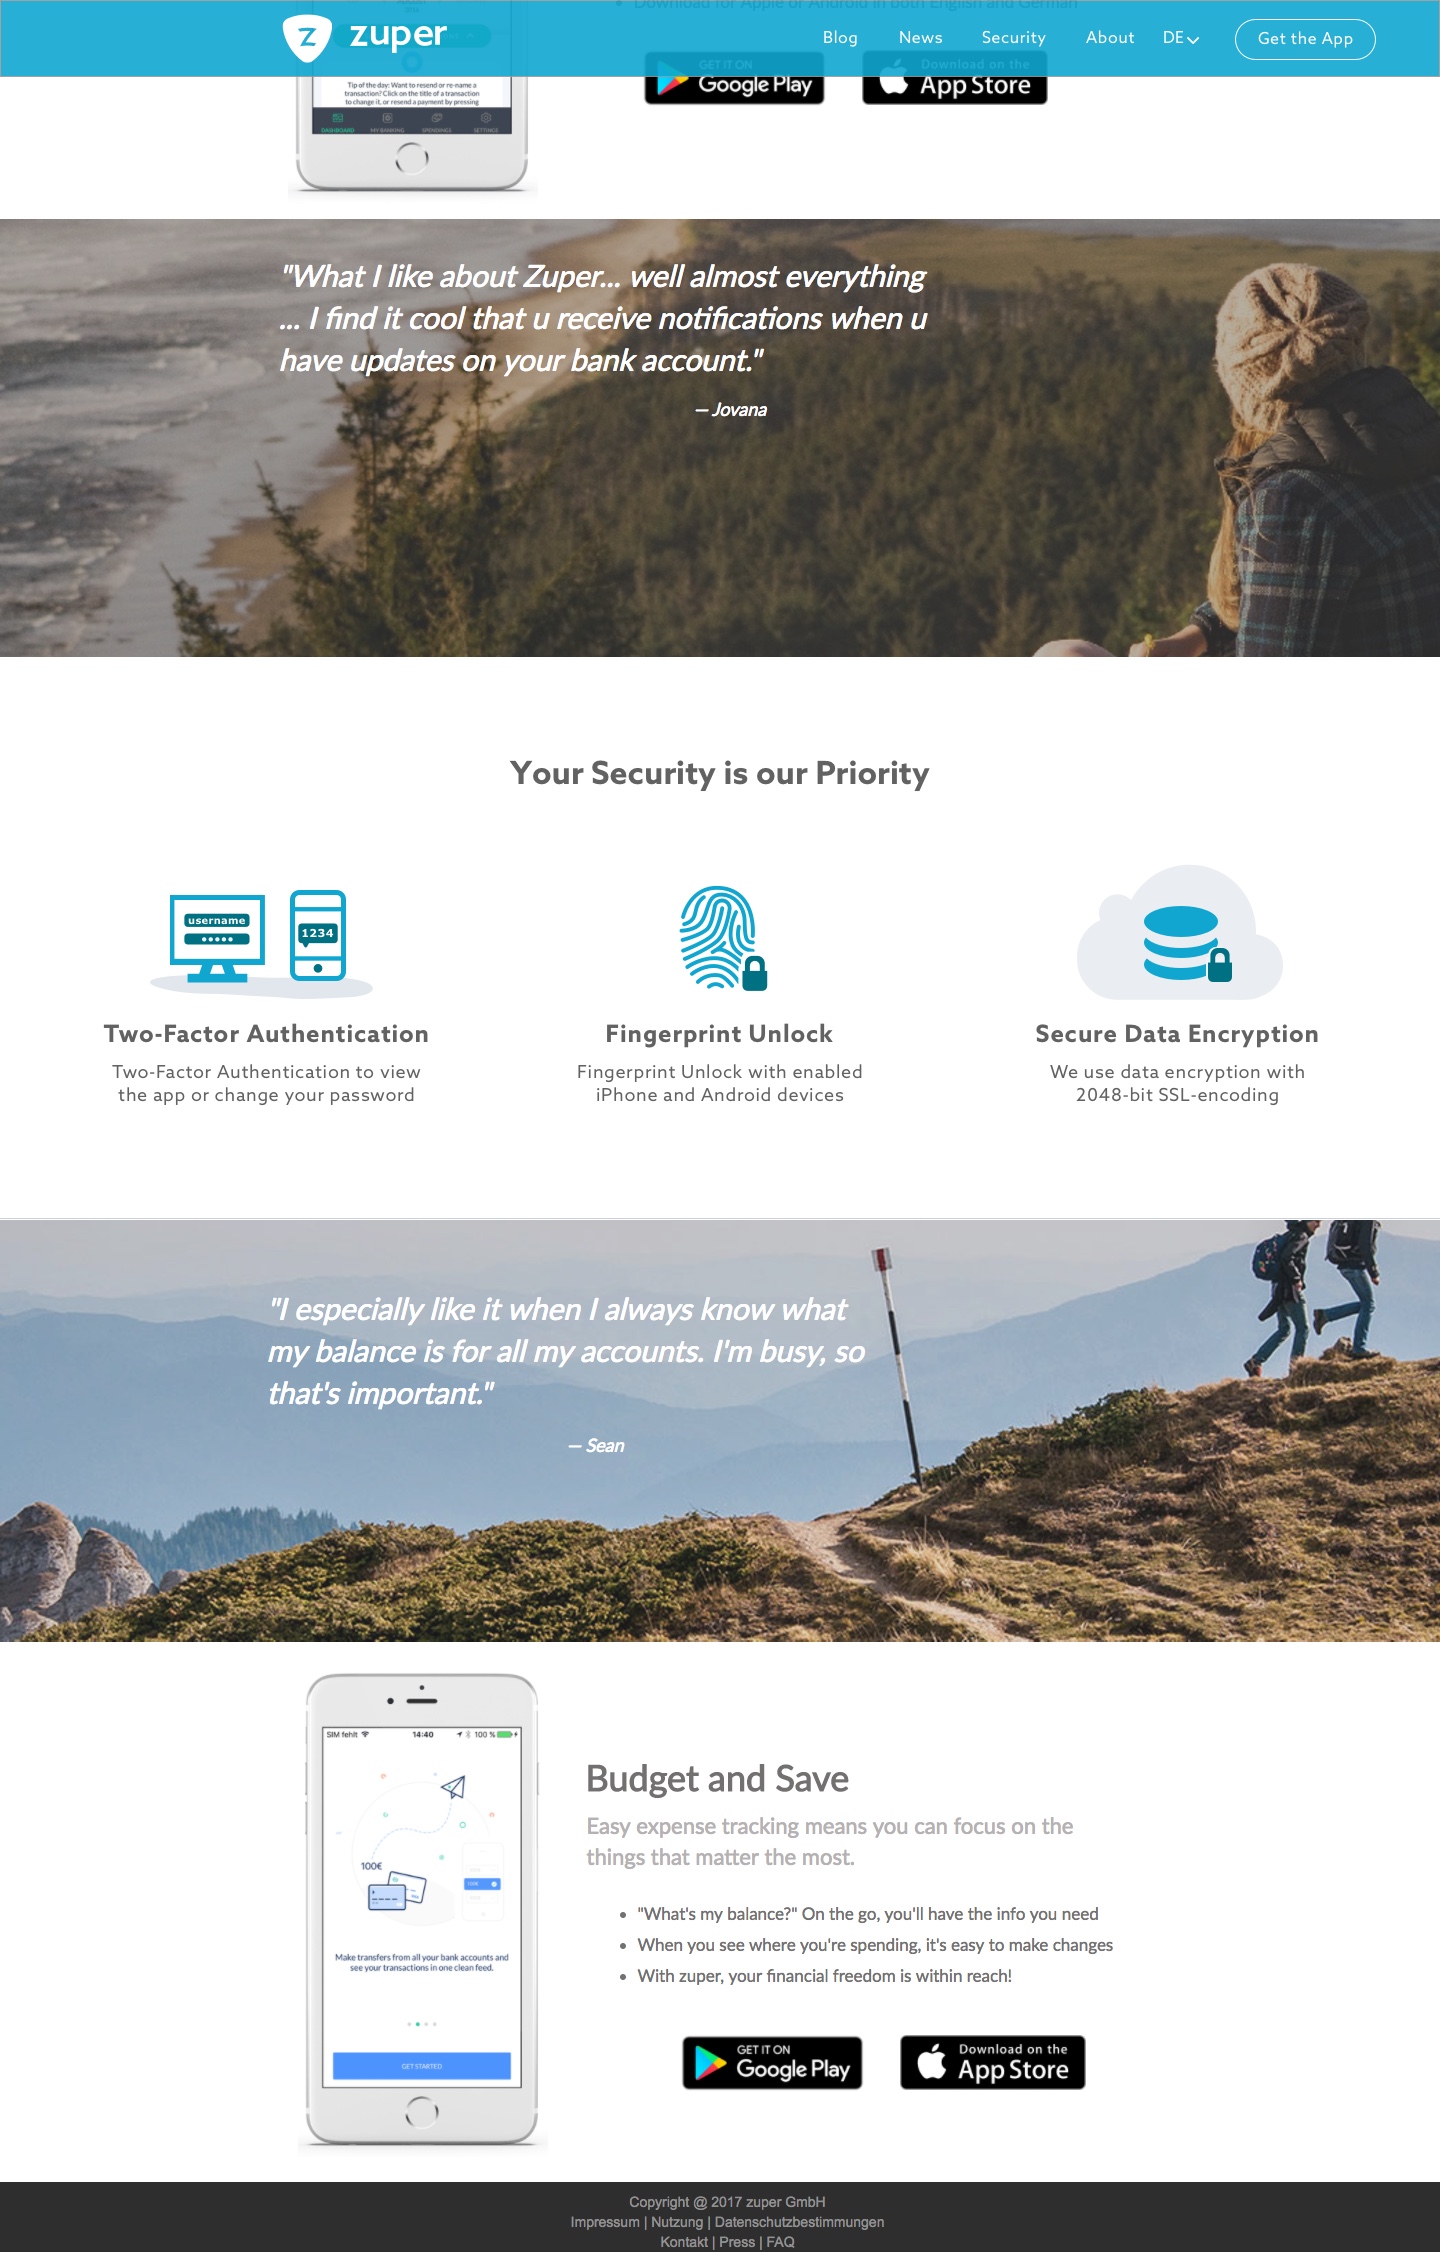 Download for Apple or Android in both English and German
z zuper
Blog News Security About DE Get the App
GET IT ON
Google Play
Download on the
App Store
Tip of the day: Want to resend or re-name a
transaction? Click on the title of a transaction
to change it, or resend a payment by pressing
DASHBOARD MY BANKING SPENDINGS SETTINGS
"What I like about Zuper... well almost everything
... I find it cool that u receive notifications when u
have updates on your bank account."
— Jovana
Your Security is our Priority
username
1234
Two-Factor Authentication
Two-Factor Authentication to view
the app or change your password
Fingerprint Unlock
Fingerprint Unlock with enabled
iPhone and Android devices
Secure Data Encryption
We use data encryption with
2048-bit SSL-encoding
"I especially like it when I always know what
my balance is for all my accounts. I'm busy, so
that's important."
— Sean
SIM fehlt 14:40 100 %
100€
100€
Make transfers from all your bank accounts and
see your transactions in one clean feed.
GET STARTED
Budget and Save
Easy expense tracking means you can focus on the
things that matter the most.
• "What's my balance?" On the go, you'll have the info you need
• When you see where you're spending, it's easy to make changes
• With zuper, your financial freedom is within reach!
GET IT ON
Google Play
Download on the
App Store
Copyright @ 2017 zuper GmbH
Impressum | Nutzung | Datenschutzbestimmungen
Kontakt | Press | FAQ